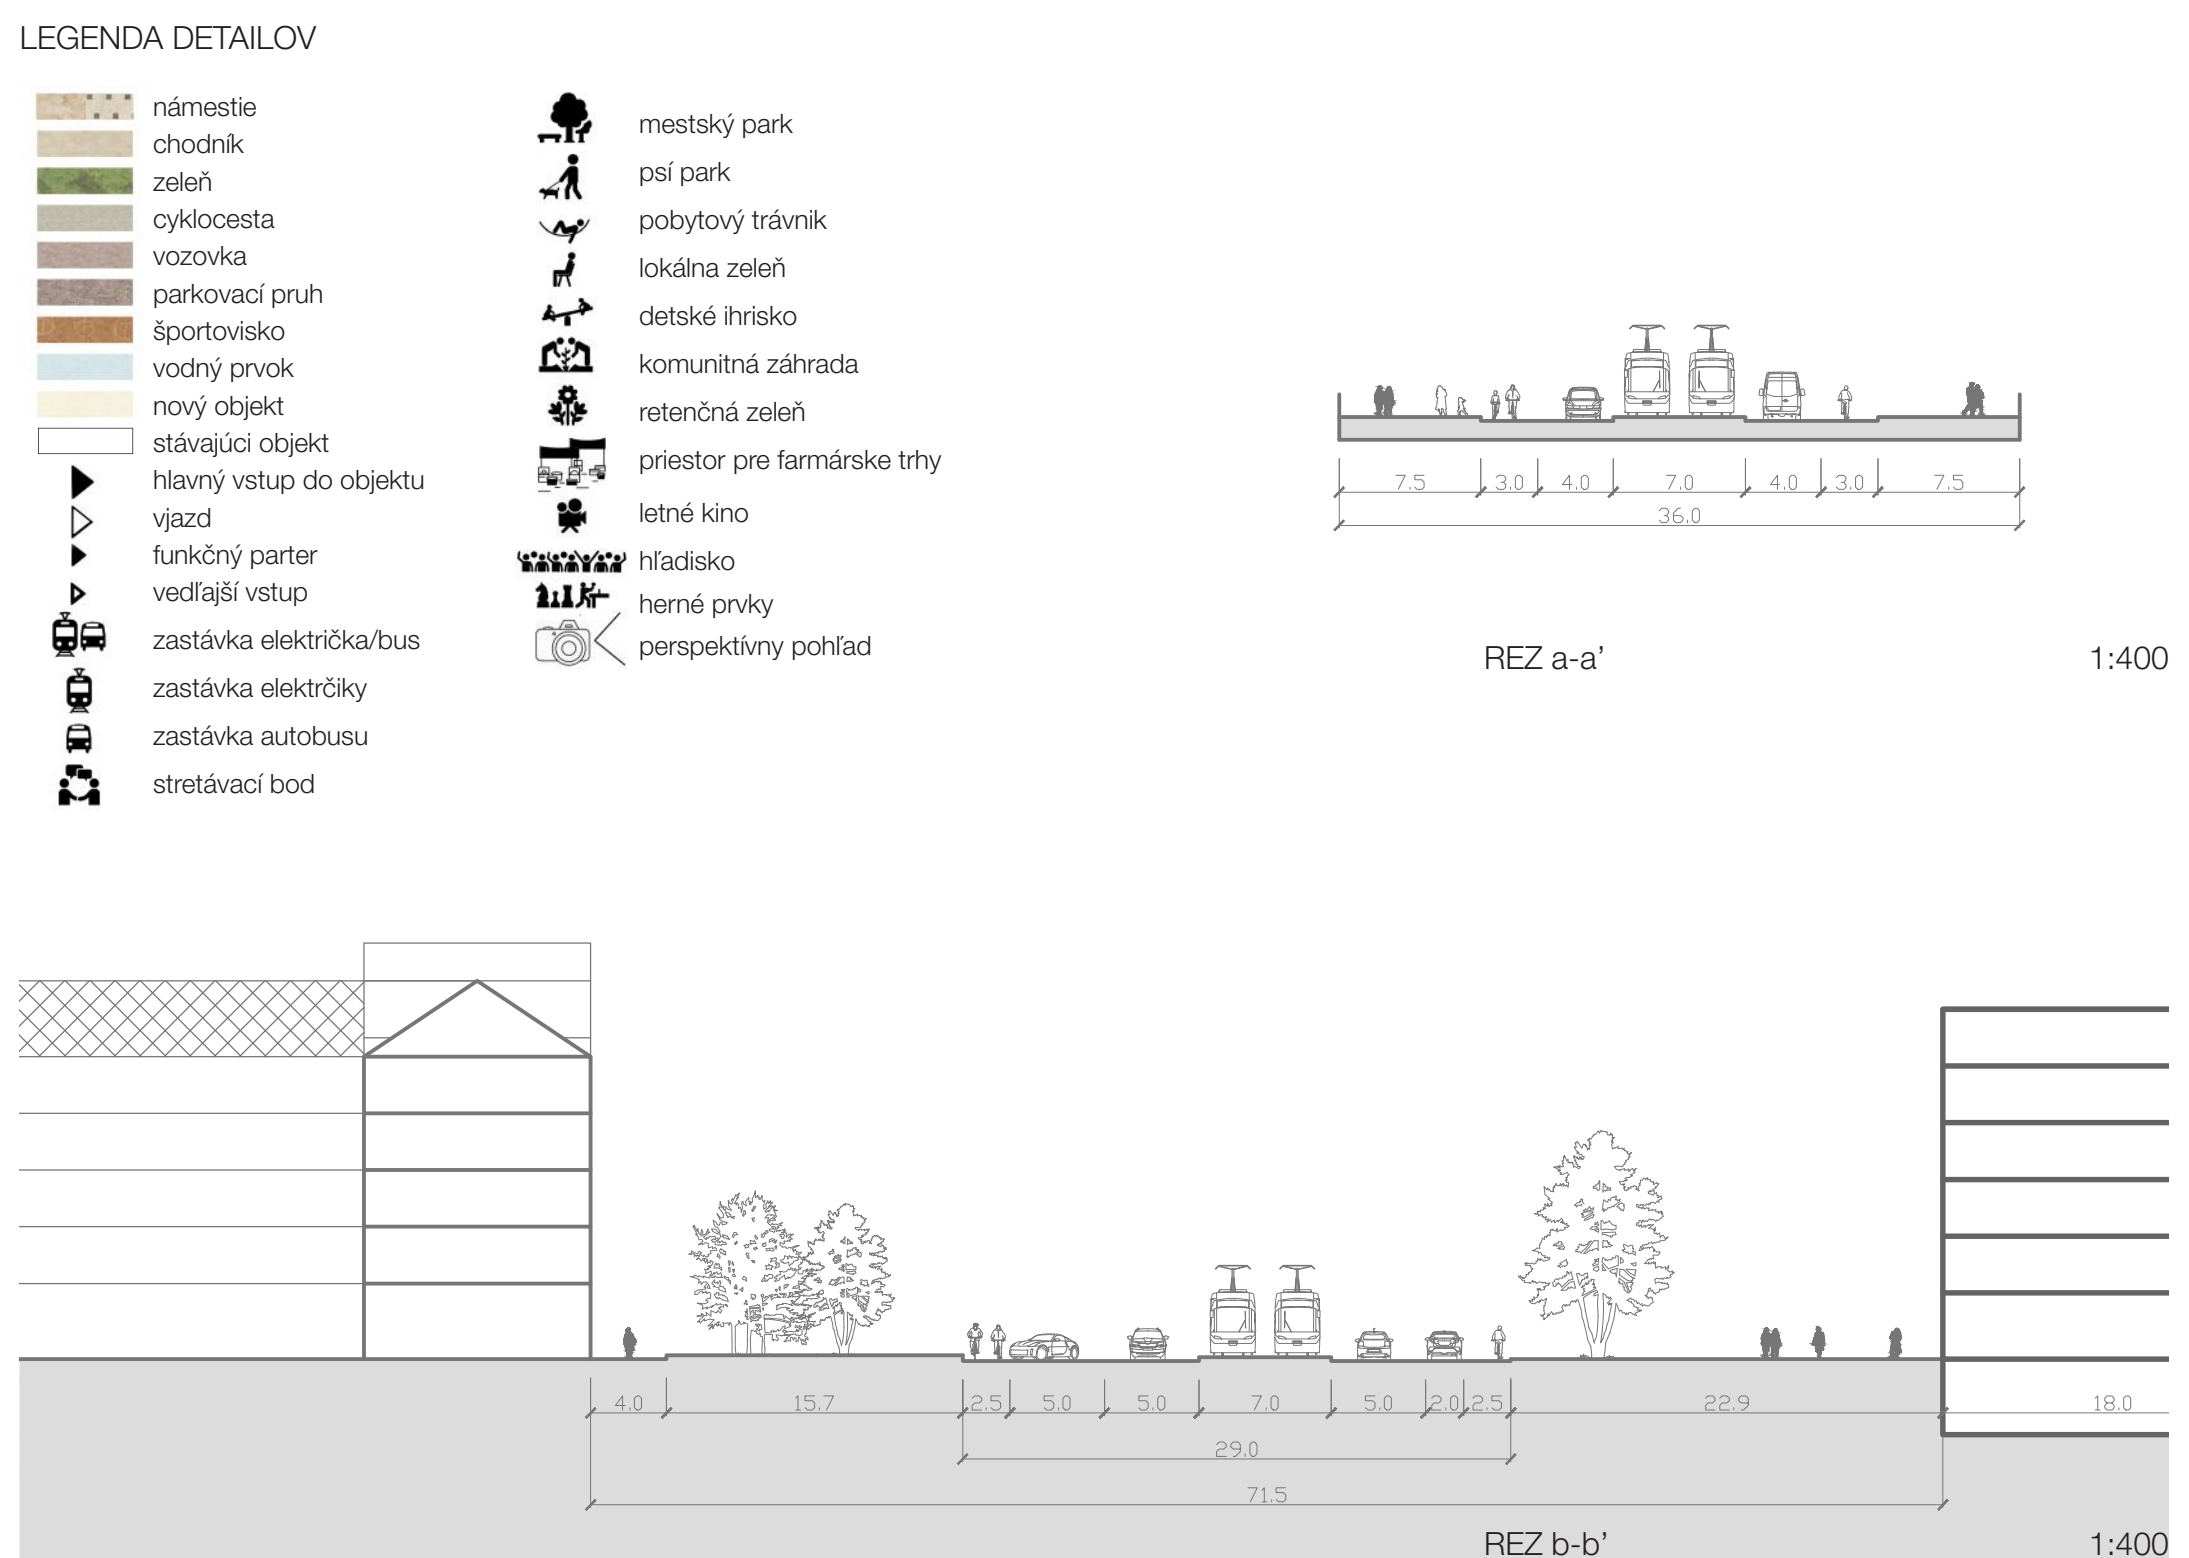 LEGENDA DETAILOV
námestie
chodník
zeleň
cyklocesta
vozovka
parkovací pruh
športovisko
vodný prvok
nový objekt
stávajúci objekt
hlavný vstup do objektu
vjazd
funkčný parter
vedľajší vstup
zastávka električka/bus
zastávka elektrčiky
zastávka autobusu
stretávací bod
mestský park
psí park
pobytový trávnik
lokálna zeleň
detské ihrisko
komunitná záhrada
retenčná zeleň
priestor pre farmárske trhy
letné kino
hľadisko
herné prvky
perspektívny pohľad
7.5 3.0 4.0 7.0 4.0 3.0 7.5
36.0
REZ a-a’ 1:400
4.0 15.7 2.5 5.0 5.0 7.0 5.0 2.0 2.5 22.9 18.0
29.0
71.5
REZ b-b’ 1:400